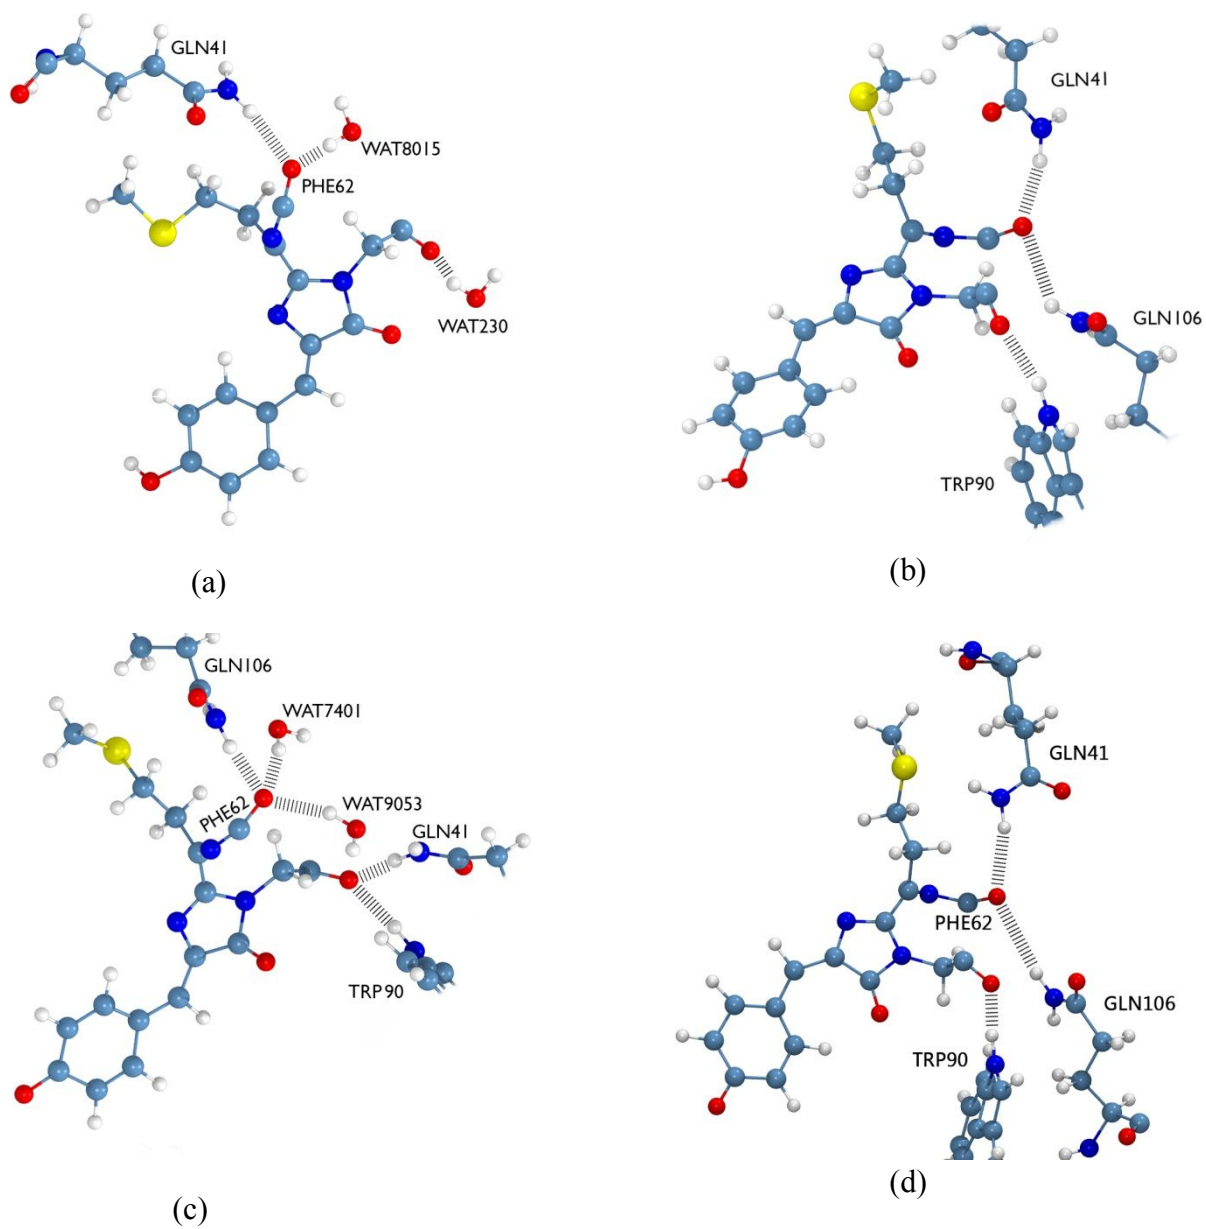 GLN41
WAT8015
PHE62
WAT230
(a)
GLN41
GLN106
TRP90
(b)
GLN106
WAT7401
WAT9053
PHE62
GLN41
TRP90
(c)
GLN41
PHE62
GLN106
TRP90
(d)